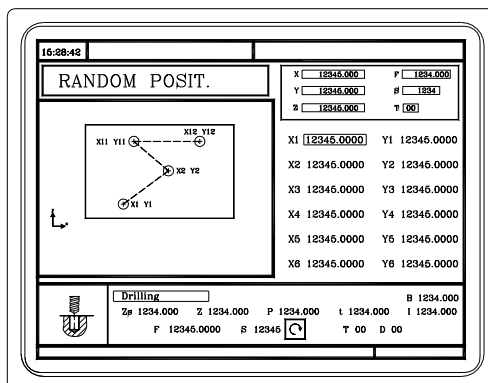 15:28:42
RANDOM POSIT.
X 12345.000 F 1234.000
Y 12345.000 S 1234
Z 12345.000 T 00
X11 Y11 X12 Y12
X2 Y2
X1 Y1
X1 12345.0000 Y1 12345.0000
X2 12345.0000 Y2 12345.0000
X3 12345.0000 Y3 12345.0000
X4 12345.0000 Y4 12345.0000
X5 12345.0000 Y5 12345.0000
X6 12345.0000 Y6 12345.0000
Drilling
B 1234.000
Zs 1234.000 Z 1234.000 P 1234.000 t 1234.000 I 1234.000
F 12345.0000 S 12345 T 00 D 00